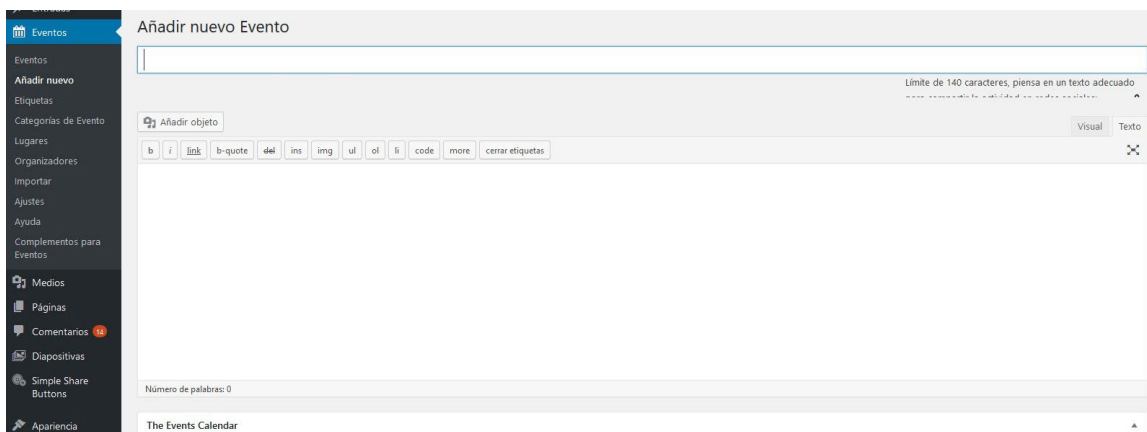 Eventos
Eventos
Añadir nuevo
Etiquetas
Categorías de Evento
Lugares
Organizadores
Importar
Ajustes
Ayuda
Complementos para
Eventos
Medios
Páginas
Comentarios 14
Diapositivas
Simple Share
Buttons
Apariencia
Añadir nuevo Evento
Límite de 140 caracteres, piensa en un texto adecuado
Añadir objeto
Visual Texto
b i link b-quote del ins img ul ol li code more cerrar etiquetas
Número de palabras: 0
The Events Calendar